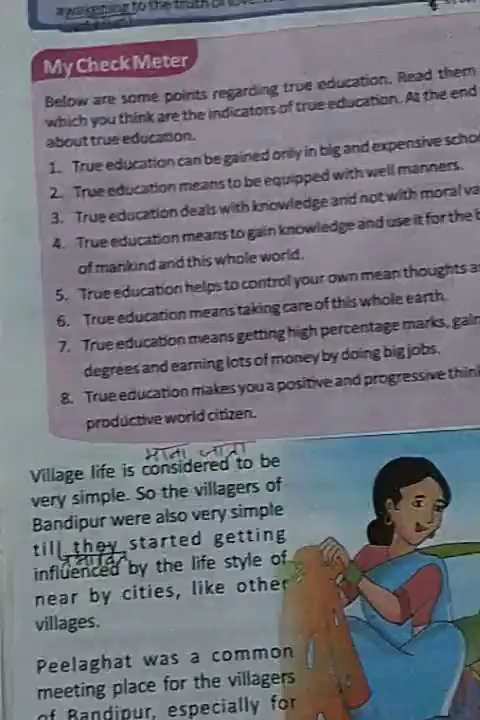 awakening to the truth of
My Check Meter
Below are some points regarding true education. Read them
which you think are the indicators of true education. At the end
about true education.
1. True education can be gained only in big and expensive scho
2. True education means to be equipped with well manners.
3. True education deals with knowledge and not with moral va
4. True education means to gain knowledge and use it for the b
of mankind and this whole world.
5. True education helps to control your own mean thoughts a
6. True education means taking care of this whole earth.
7. True education means getting high percentage marks, gain
degrees and earning lots of money by doing big jobs.
8. True education makes you a positive and progressive think
productive world citizen.
माना जाता
Village life is considered to be
very simple. So the villagers of
Bandipur were also very simple
till they started getting
influenced by the life style of
near by cities, like other
villages.
Peelaghat was a common
meeting place for the villagers
of Bandipur, especially for